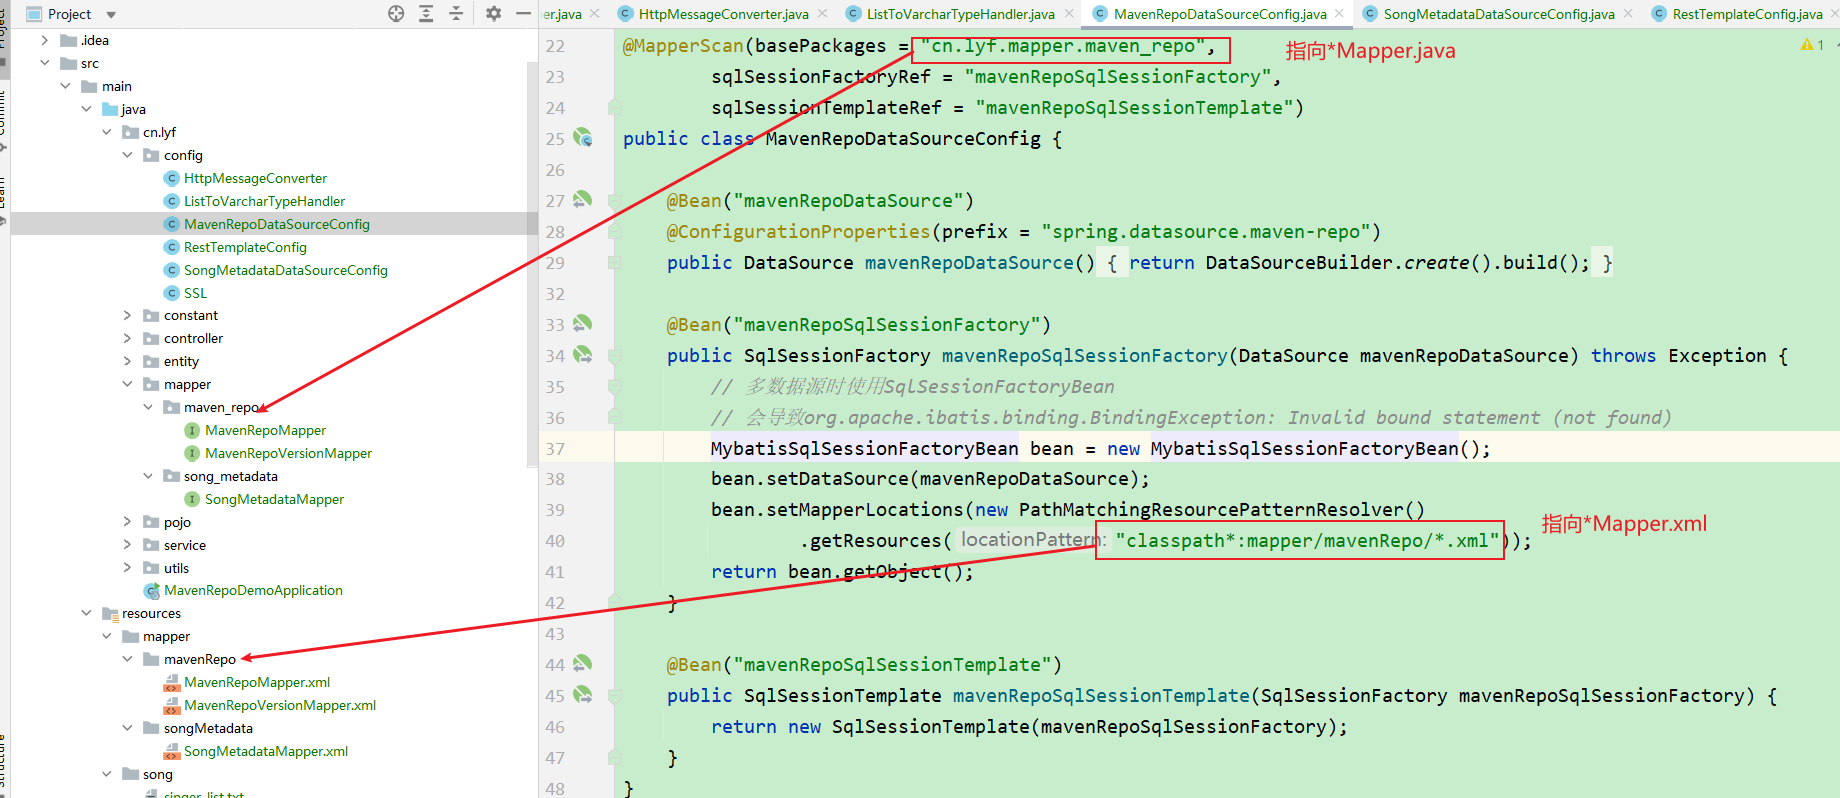 Project
er.java
HttpMessageConverter.java
ListToVarcharTypeHandler.java
MavenRepoDataSourceConfig.java
SongMetadataDataSourceConfig.java
RestTemplateConfig.java
.idea
src
main
java
cn.lyf
config
HttpMessageConverter
ListToVarcharTypeHandler
MavenRepoDataSourceConfig
RestTemplateConfig
SongMetadataDataSourceConfig
SSL
constant
controller
entity
mapper
maven_repo
MavenRepoMapper
MavenRepoVersionMapper
song_metadata
SongMetadataMapper
pojo
service
utils
MavenRepoDemoApplication
resources
mapper
mavenRepo
MavenRepoMapper.xml
MavenRepoVersionMapper.xml
songMetadata
SongMetadataMapper.xml
song
singer_list.txt
22 @MapperScan(basePackages = "cn.lyf.mapper.maven_repo",
指向*Mapper.java
1
23 sqlSessionFactoryRef = "mavenRepoSqlSessionFactory",
24 sqlSessionTemplateRef = "mavenRepoSqlSessionTemplate")
25 public class MavenRepoDataSourceConfig {
26
27 @Bean("mavenRepoDataSource")
28 @ConfigurationProperties(prefix = "spring.datasource.maven-repo")
29 public DataSource mavenRepoDataSource() { return DataSourceBuilder.create().build(); }
32
33 @Bean("mavenRepoSqlSessionFactory")
34 public SqlSessionFactory mavenRepoSqlSessionFactory(DataSource mavenRepoDataSource) throws Exception {
35 // 多数据源时使用SqlSessionFactoryBean
36 // 会导致org.apache.ibatis.binding.BindingException: Invalid bound statement (not found)
37 MybatisSqlSessionFactoryBean bean = new MybatisSqlSessionFactoryBean();
38 bean.setDataSource(mavenRepoDataSource);
39 bean.setMapperLocations(new PathMatchingResourcePatternResolver()
指向*Mapper.xml
40 .getResources( locationPattern: "classpath*:mapper/mavenRepo/*.xml"));
41 return bean.getObject();
42 }
43
44 @Bean("mavenRepoSqlSessionTemplate")
45 public SqlSessionTemplate mavenRepoSqlSessionTemplate(SqlSessionFactory mavenRepoSqlSessionFactory) {
46 return new SqlSessionTemplate(mavenRepoSqlSessionFactory);
47 }
48 }